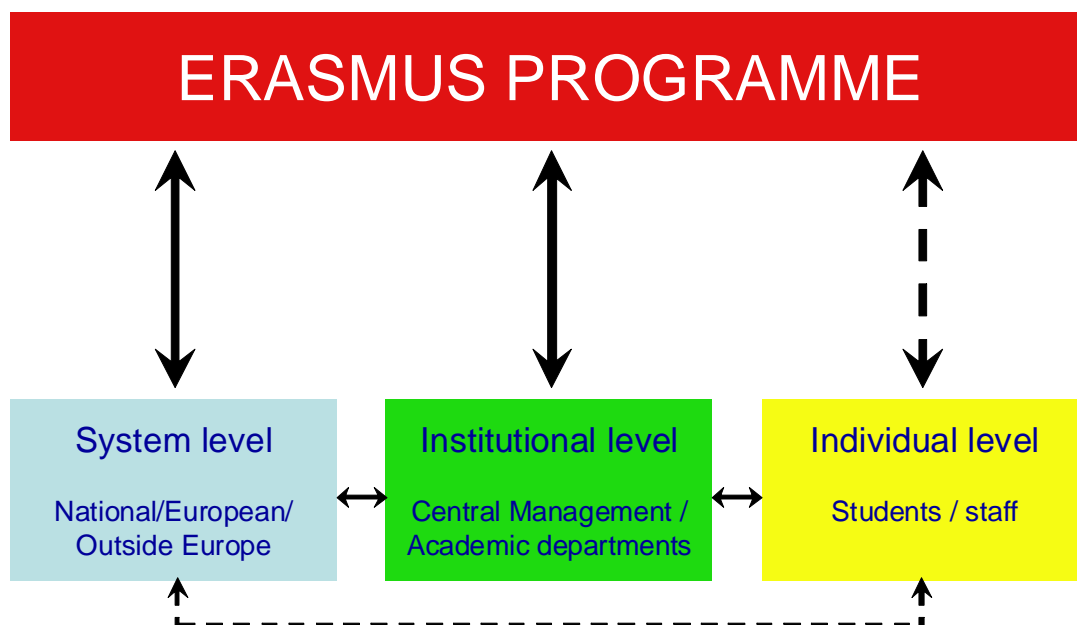 ERASMUS PROGRAMME
System level
National/European/
Outside Europe
Institutional level
Central Management /
Academic departments
Individual level
Students / staff